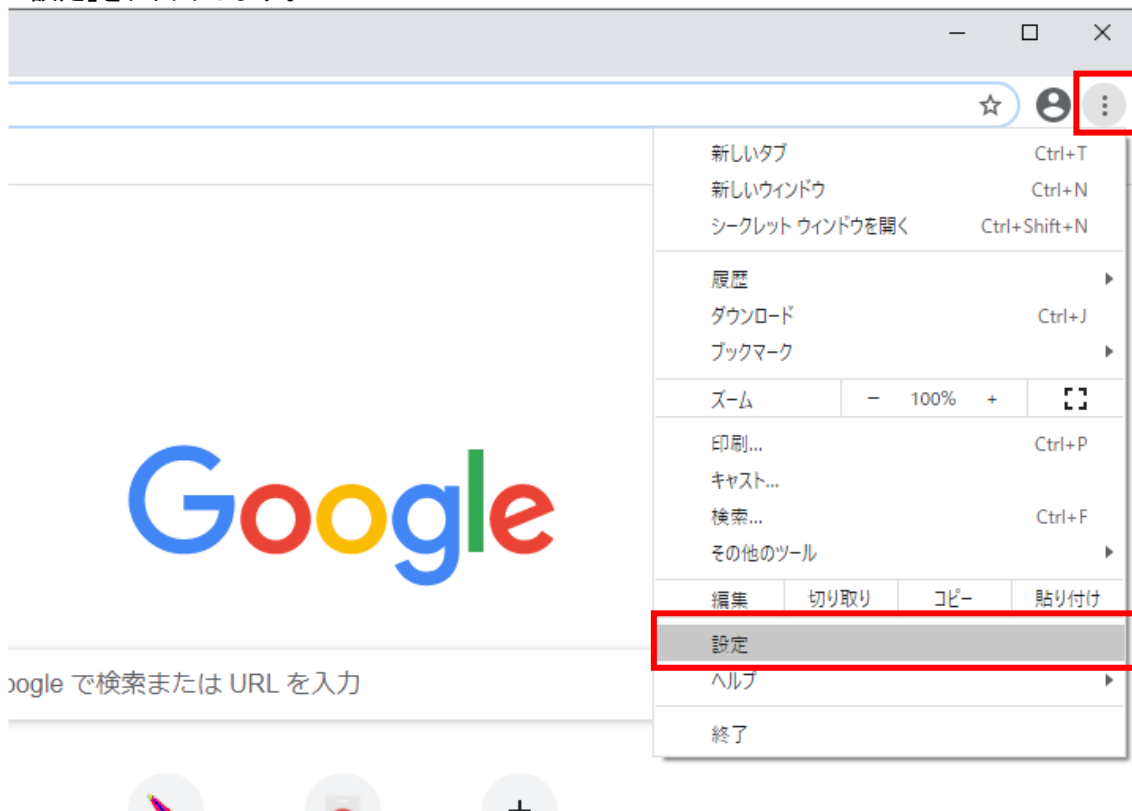 新しいタブ Ctrl+T
新しいウィンドウ Ctrl+N
シークレット ウィンドウを開く Ctrl+Shift+N
履歴
ダウンロード Ctrl+J
ブックマーク
ズーム − 100% +
印刷... Ctrl+P
キャスト...
検索... Ctrl+F
その他のツール
編集 切り取り コピー 貼り付け
設定
ヘルプ
終了
Google
oogle で検索または URL を入力